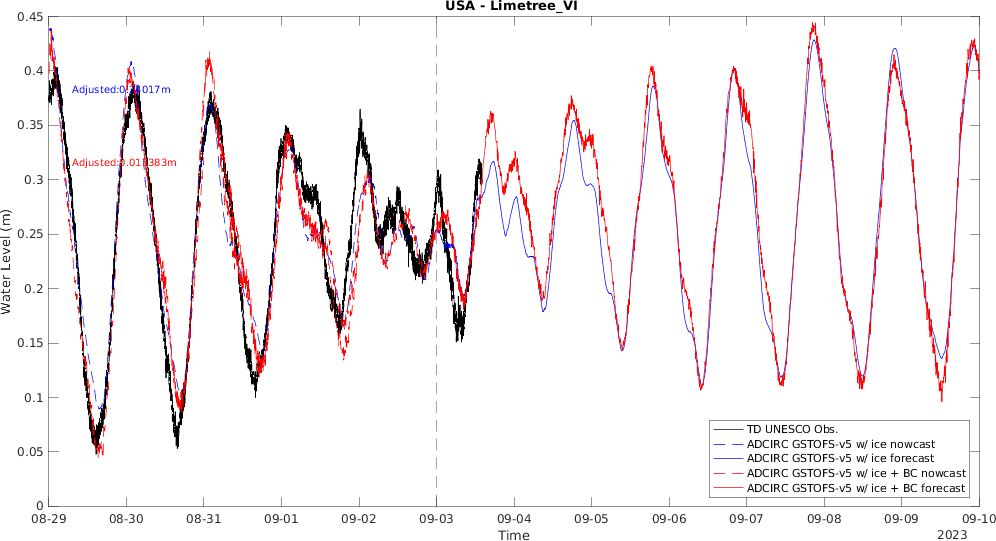 USA - Limetree_VI
0.45
0.4
0.35
0.3
0.25
0.2
0.15
0.1
0.05
0
Water Level (m)
08-29 08-30 08-31 09-01 09-02 09-03 09-04 09-05 09-06 09-07 09-08 09-09 09-10
Time
2023
TD UNESCO Obs.
ADCIRC GSTOFS-v5 w/ ice nowcast
ADCIRC GSTOFS-v5 w/ ice forecast
ADCIRC GSTOFS-v5 w/ ice + BC nowcast
ADCIRC GSTOFS-v5 w/ ice + BC forecast